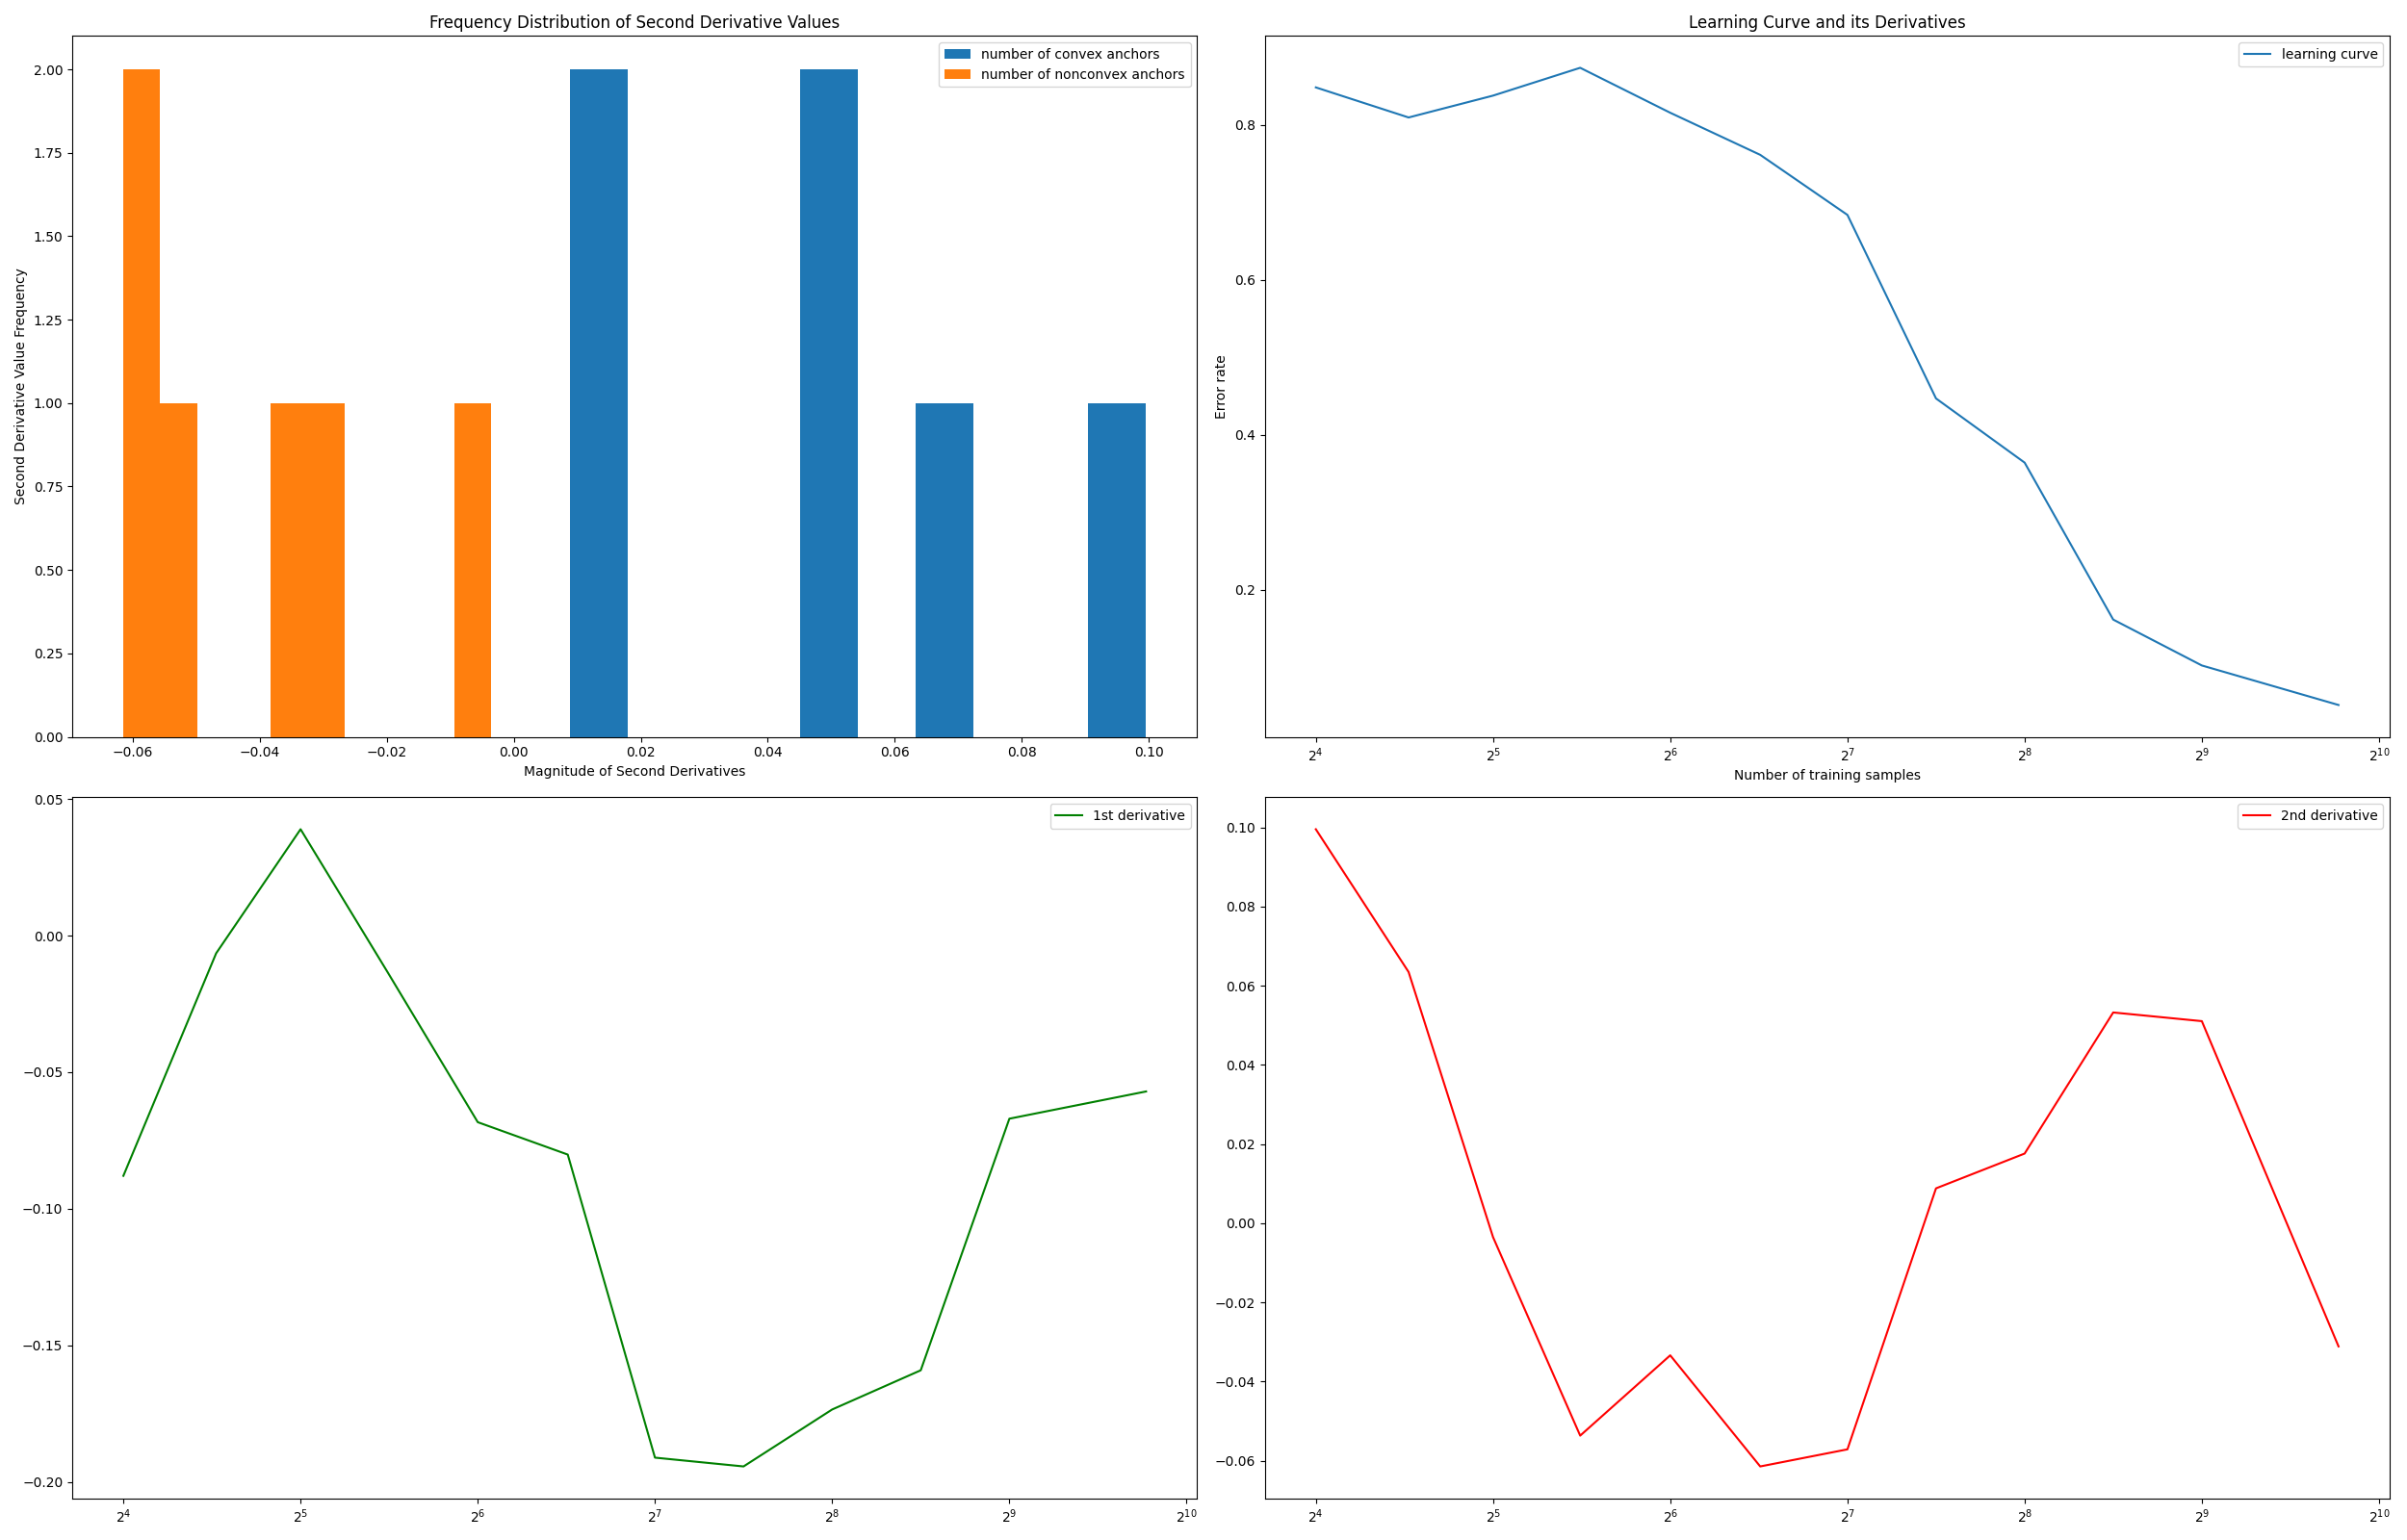 Frequency Distribution of Second Derivative Values
number of convex anchors
number of nonconvex anchors
Second Derivative Value Frequency
2.00
1.75
1.50
1.25
1.00
0.75
0.50
0.25
0.00
−0.06 −0.04 −0.02 0.00 0.02 0.04 0.06 0.08 0.10
Magnitude of Second Derivatives
Learning Curve and its Derivatives
learning curve
Error rate
0.8
0.6
0.4
0.2
2⁴ 2⁵ 2⁶ 2⁷ 2⁸ 2⁹ 2¹⁰
Number of training samples
1st derivative
0.05
0.00
−0.05
−0.10
−0.15
−0.20
2⁴ 2⁵ 2⁶ 2⁷ 2⁸ 2⁹ 2¹⁰
2nd derivative
0.10
0.08
0.06
0.04
0.02
0.00
−0.02
−0.04
−0.06
2⁴ 2⁵ 2⁶ 2⁷ 2⁸ 2⁹ 2¹⁰